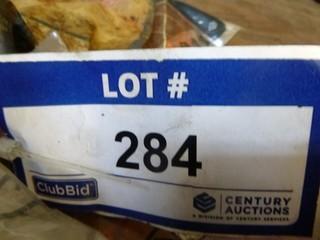 LOT #
284
ClubBid
CENTURY
AUCTIONS
A DIVISION OF CENTURY SERVICES